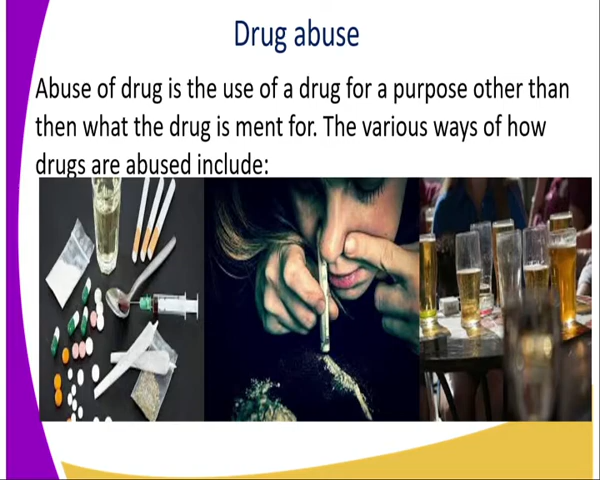 Drug abuse
Abuse of drug is the use of a drug for a purpose other than
then what the drug is ment for. The various ways of how
drugs are abused include: